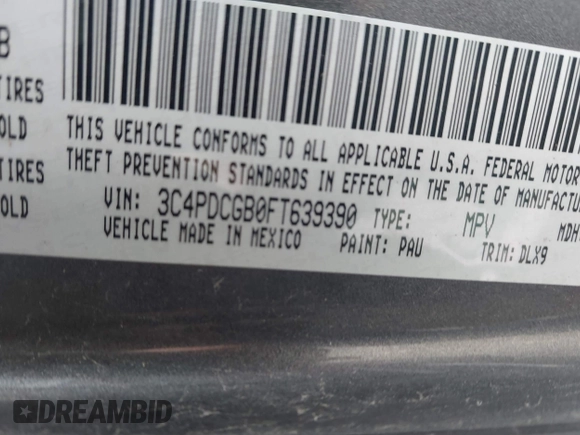 B
TIRES
OLD
THIS VEHICLE CONFORMS TO ALL APPLICABLE U.S.A. FEDERAL MOTOR
TIRES
THEFT PREVENTION STANDARDS IN EFFECT ON THE DATE OF MANUFACTU
OLD
VIN: 3C4PDCGB0FT639390 TYPE: MPV MDH
VEHICLE MADE IN MEXICO PAINT: PAU TRIM: DLX9
DREAMBID